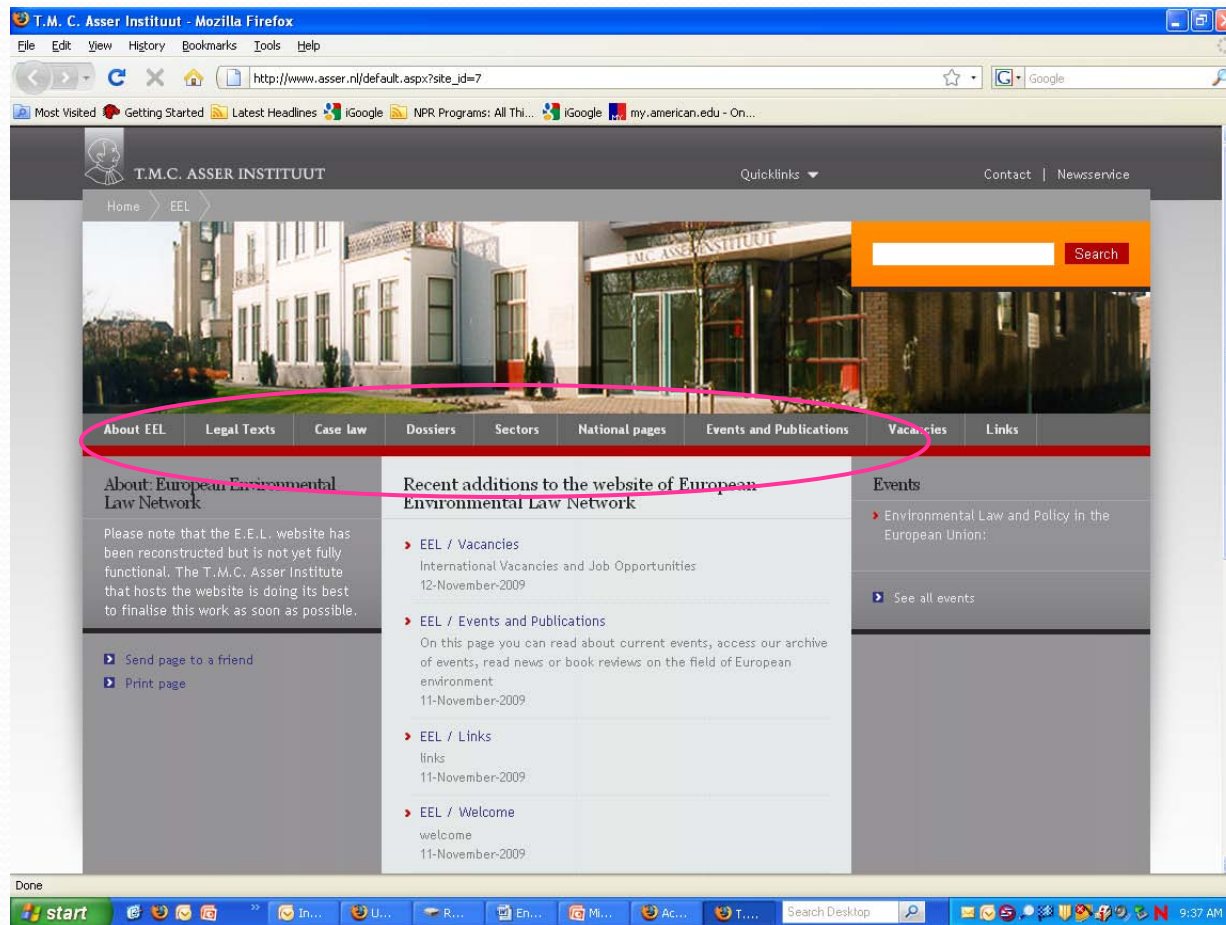 T.M. C. Asser Instituut - Mozilla Firefox
File Edit View History Bookmarks Tools Help
http://www.asser.nl/default.aspx?site_id=7
G Google
Most Visited Getting Started Latest Headlines iGoogle NPR Programs: All Thi... iGoogle my.american.edu - On...
T.M.C. ASSER INSTITUUT
Quicklinks
Contact | Newsservice
Home EEL
T.M.C. ASSER INSTITUUT
Search
About EEL Legal Texts Case law Dossiers Sectors National pages Events and Publications Vacancies Links
About: European Environmental
Law Network
Please note that the E.E.L. website has
been reconstructed but is not yet fully
functional. The T.M.C. Asser Institute
that hosts the website is doing its best
to finalise this work as soon as possible.
Send page to a friend
Print page
Recent additions to the website of European
Environmental Law Network
EEL / Vacancies
International Vacancies and Job Opportunities
12-November-2009
EEL / Events and Publications
On this page you can read about current events, access our archive
of events, read news or book reviews on the field of European
environment
11-November-2009
EEL / Links
links
11-November-2009
EEL / Welcome
welcome
11-November-2009
Events
Environmental Law and Policy in the
European Union:
See all events
Done
start In... U... R... En... Mi... Ac... T.... Search Desktop N 9:37 AM